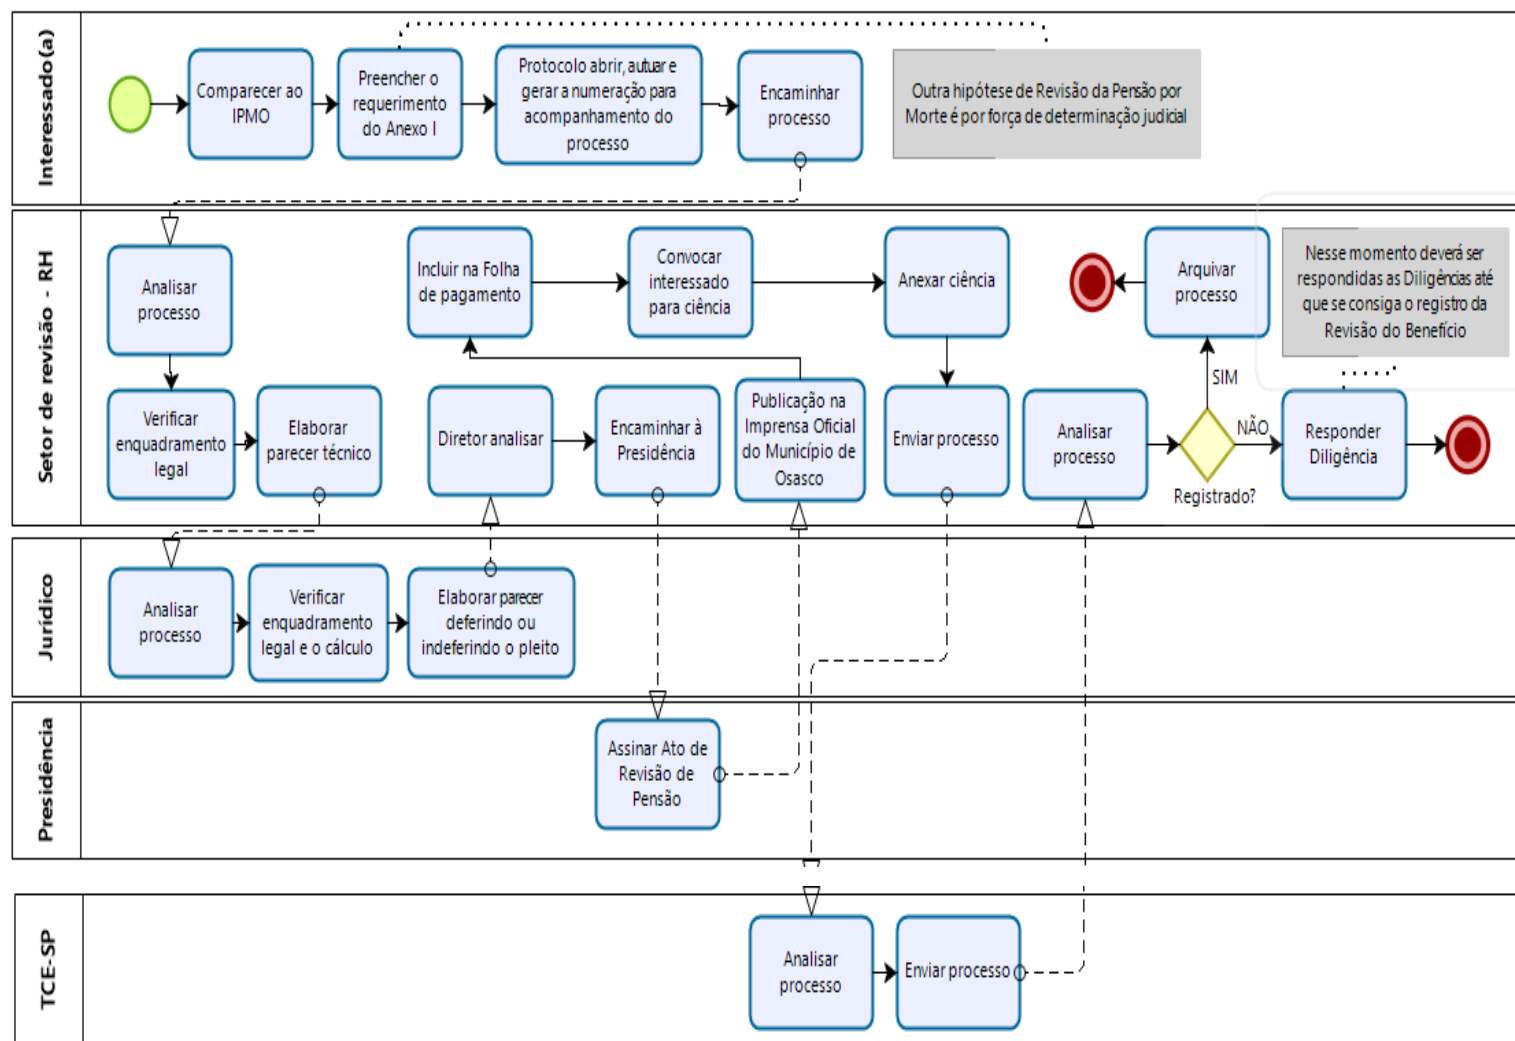 Interessado(a)
Comparecer ao
IPMO
Preencher o
requerimento
do Anexo I
Protocolo abrir, autuar e
gerar a numeração para
acompanhamento do
processo
Encaminhar
processo
Outra hipótese de Revisão da Pensão por
Morte é por força de determinação judicial
Setor de revisão - RH
Analisar
processo
Verificar
enquadramento
legal
Elaborar
parecer técnico
Incluir na Folha
de pagamento
Convocar
interessado
para ciência
Anexar ciência
Diretor analisar
Encaminhar à
Presidência
Publicação na
Imprensa Oficial
do Município de
Osasco
Enviar processo
Analisar
processo
Registrado?
SIM
NÃO
Arquivar
processo
Responder
Diligência
Nesse momento deverá ser
respondidas as Diligências até
que se consiga o registro da
Revisão do Benefício
Jurídico
Analisar
processo
Verificar
enquadramento
legal e o cálculo
Elaborar parecer
deferindo ou
indeferindo o pleito
Presidência
Assinar Ato de
Revisão de
Pensão
TCE-SP
Analisar
processo
Enviar processo